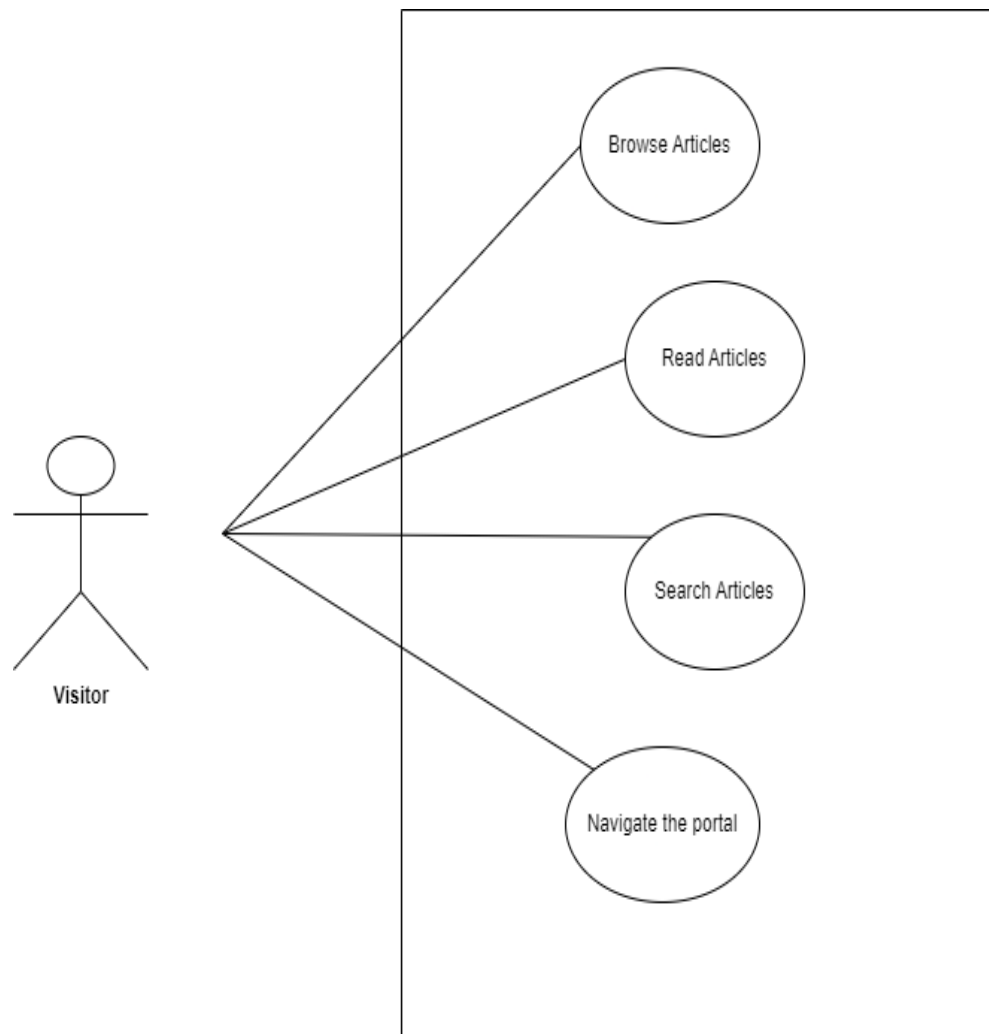 Browse Articles
Read Articles
Search Articles
Visitor
Navigate the portal